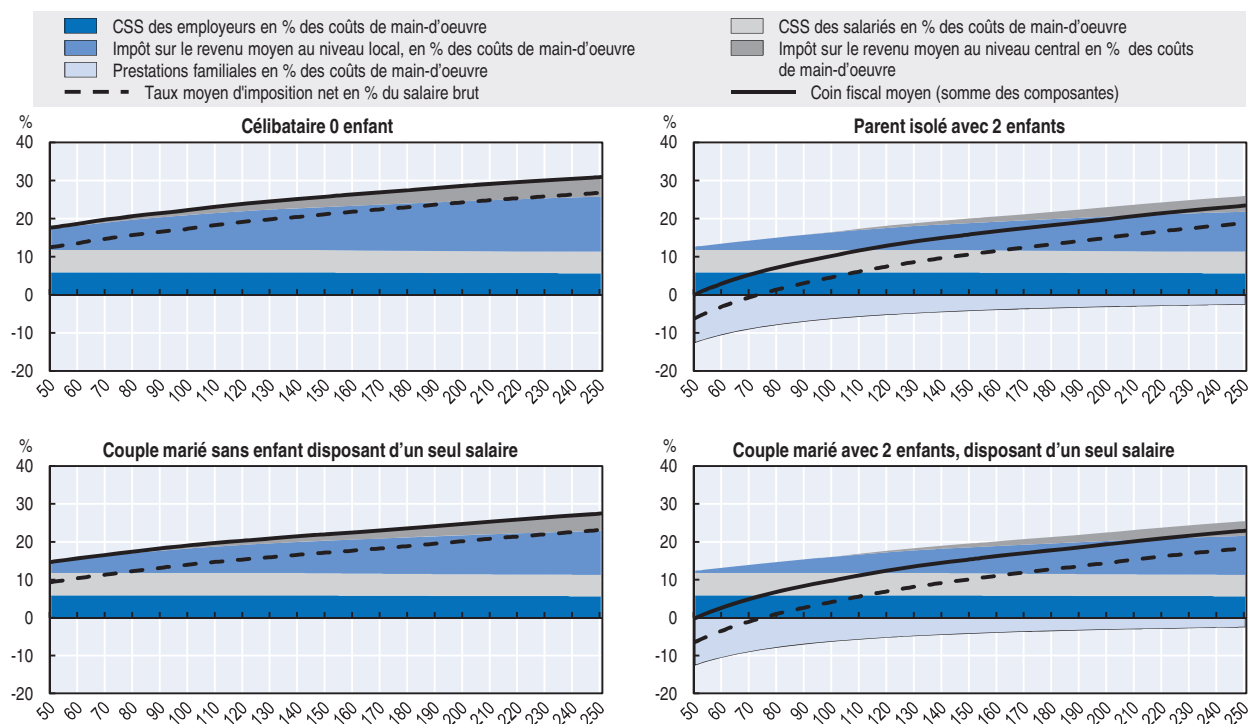 CSS des employeurs en % des coûts de main-d'oeuvre
Impôt sur le revenu moyen au niveau local, en % des coûts de main-d'oeuvre
Prestations familiales en % des coûts de main-d'oeuvre
Taux moyen d'imposition net en % du salaire brut
CSS des salariés en % des coûts de main-d'oeuvre
Impôt sur le revenu moyen au niveau central en % des coûts
de main-d'oeuvre
Coin fiscal moyen (somme des composantes)
%
Célibataire 0 enfant
40
30
20
10
0
-10
-20
50 60 70 80 90 100 110 120 130 140 150 160 170 180 190 200 210 220 230 240 250
%
Parent isolé avec 2 enfants
40
30
20
10
0
-10
-20
50 60 70 80 90 100 110 120 130 140 150 160 170 180 190 200 210 220 230 240 250
%
Couple marié sans enfant disposant d’un seul salaire
40
30
20
10
0
-10
-20
50 60 70 80 90 100 110 120 130 140 150 160 170 180 190 200 210 220 230 240 250
%
Couple marié avec 2 enfants, disposant d’un seul salaire
40
30
20
10
0
-10
-20
50 60 70 80 90 100 110 120 130 140 150 160 170 180 190 200 210 220 230 240 250